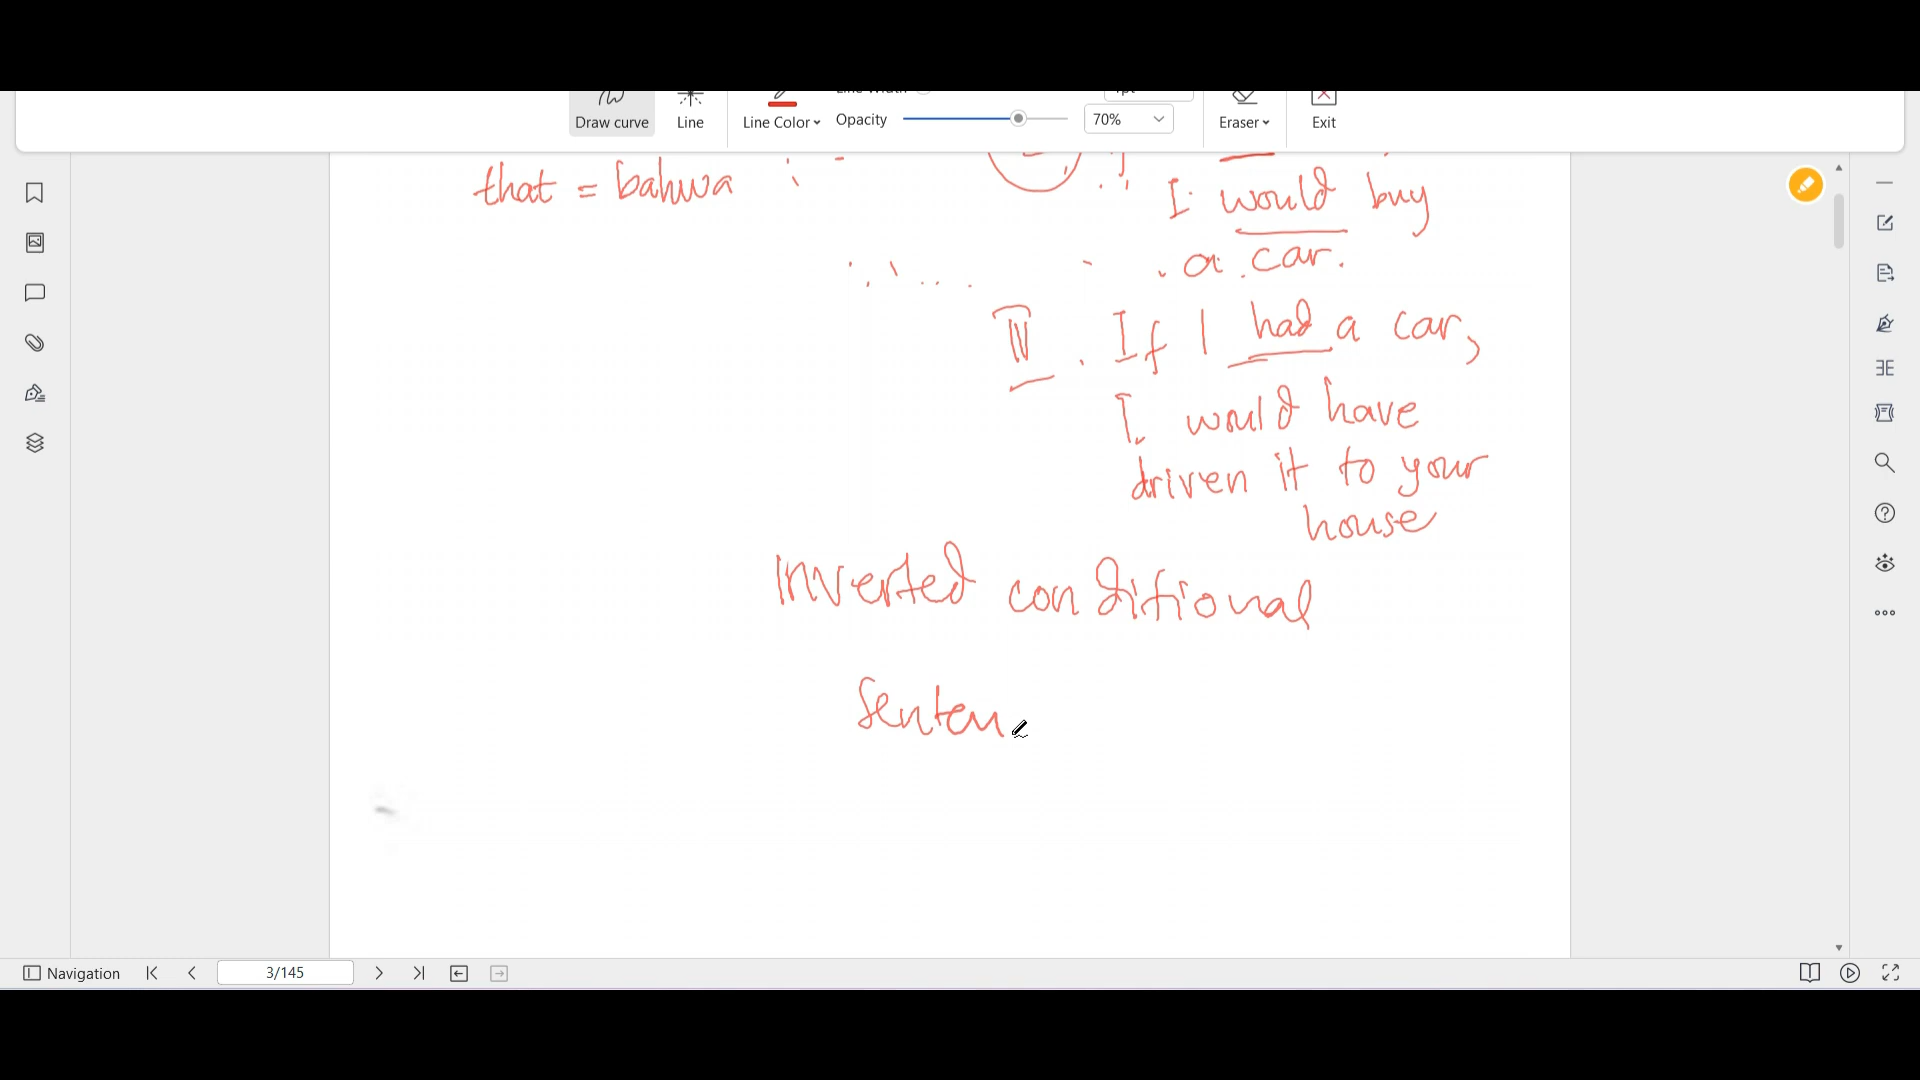 Draw curve Line Line Color Opacity 70% Eraser Exit
that = bahwa
I would buy
a car.
If I had a car,
I would have
driven it to your
house
Inverted conditional
Senten
Navigation 3/145